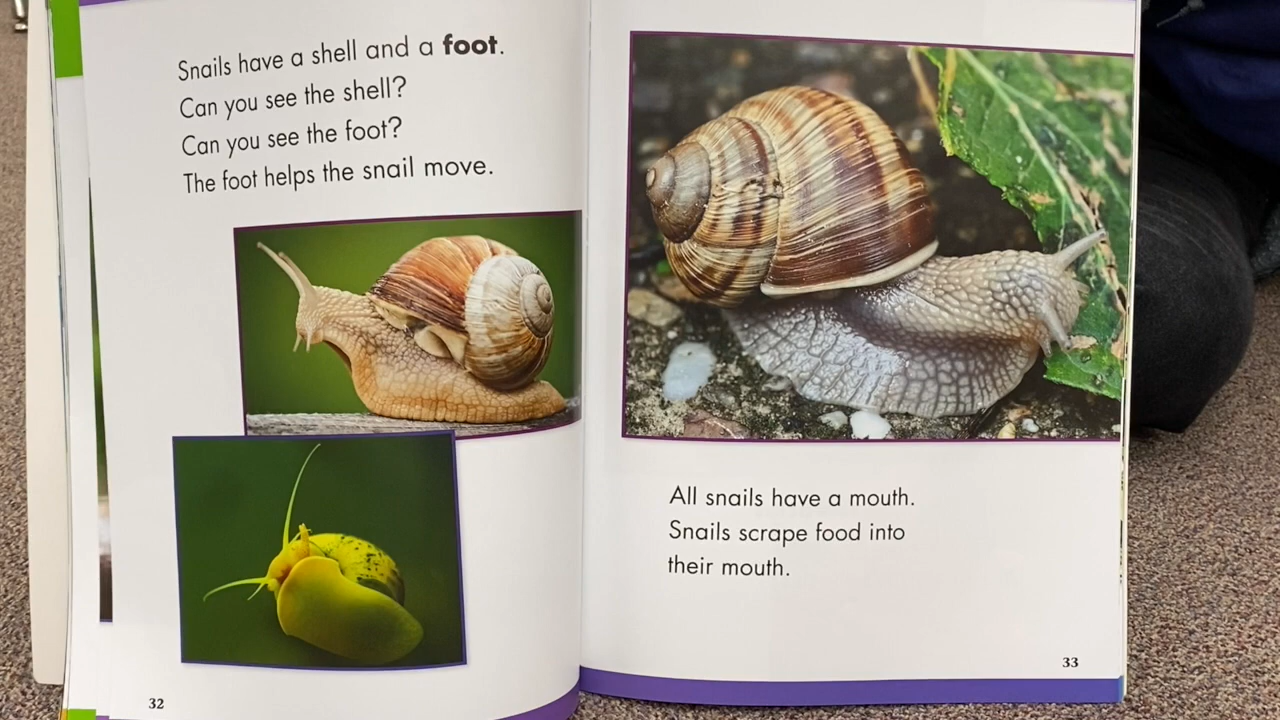 Snails have a shell and a foot.
Can you see the shell?
Can you see the foot?
The foot helps the snail move.
32
All snails have a mouth.
Snails scrape food into
their mouth.
33